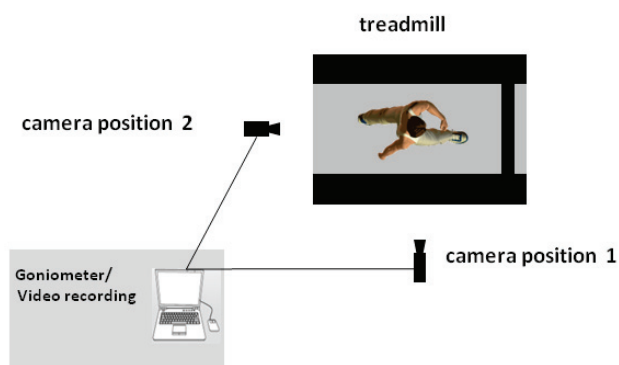 treadmill
camera position 2
camera position 1
Goniometer/
Video recording